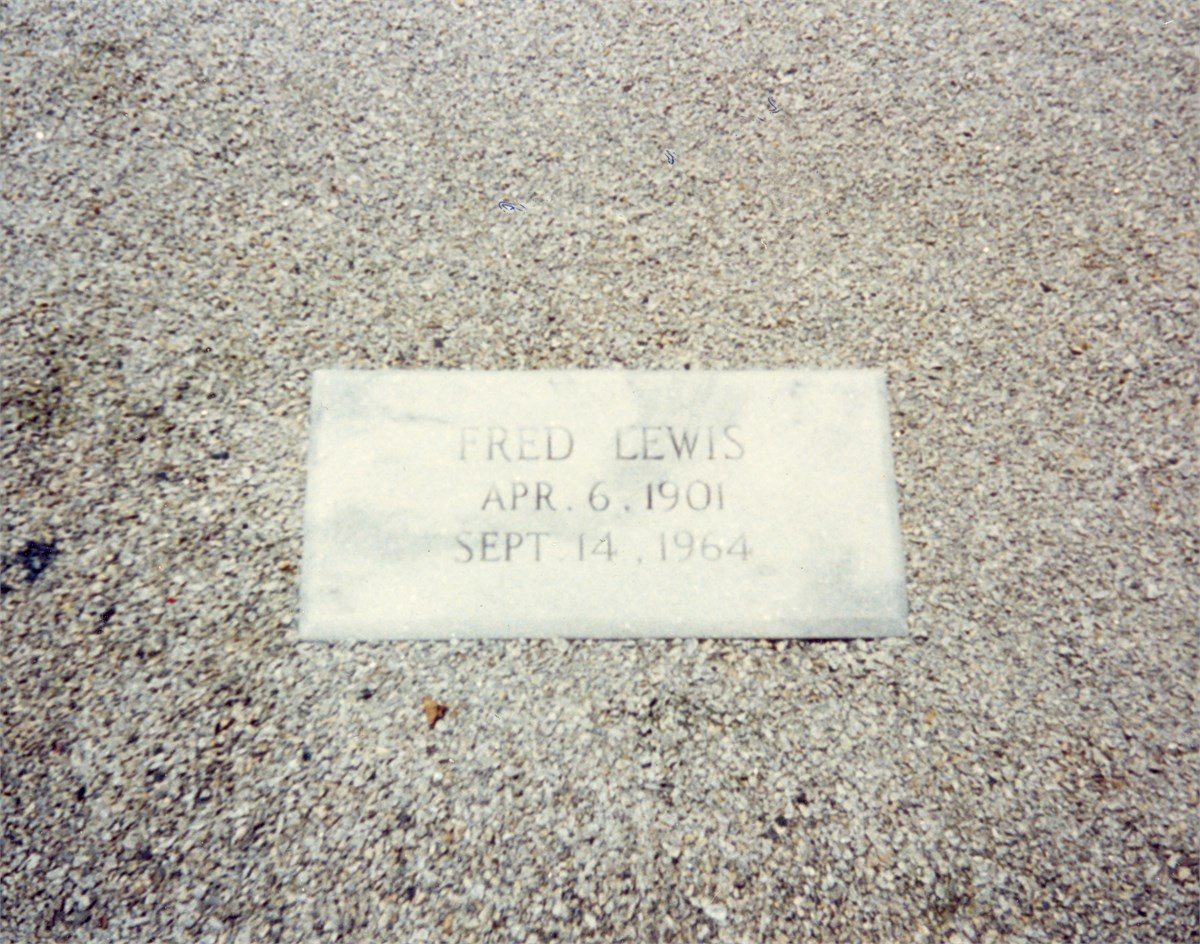 FRED LEWIS
APR. 6, 1901
SEPT. 14, 1964